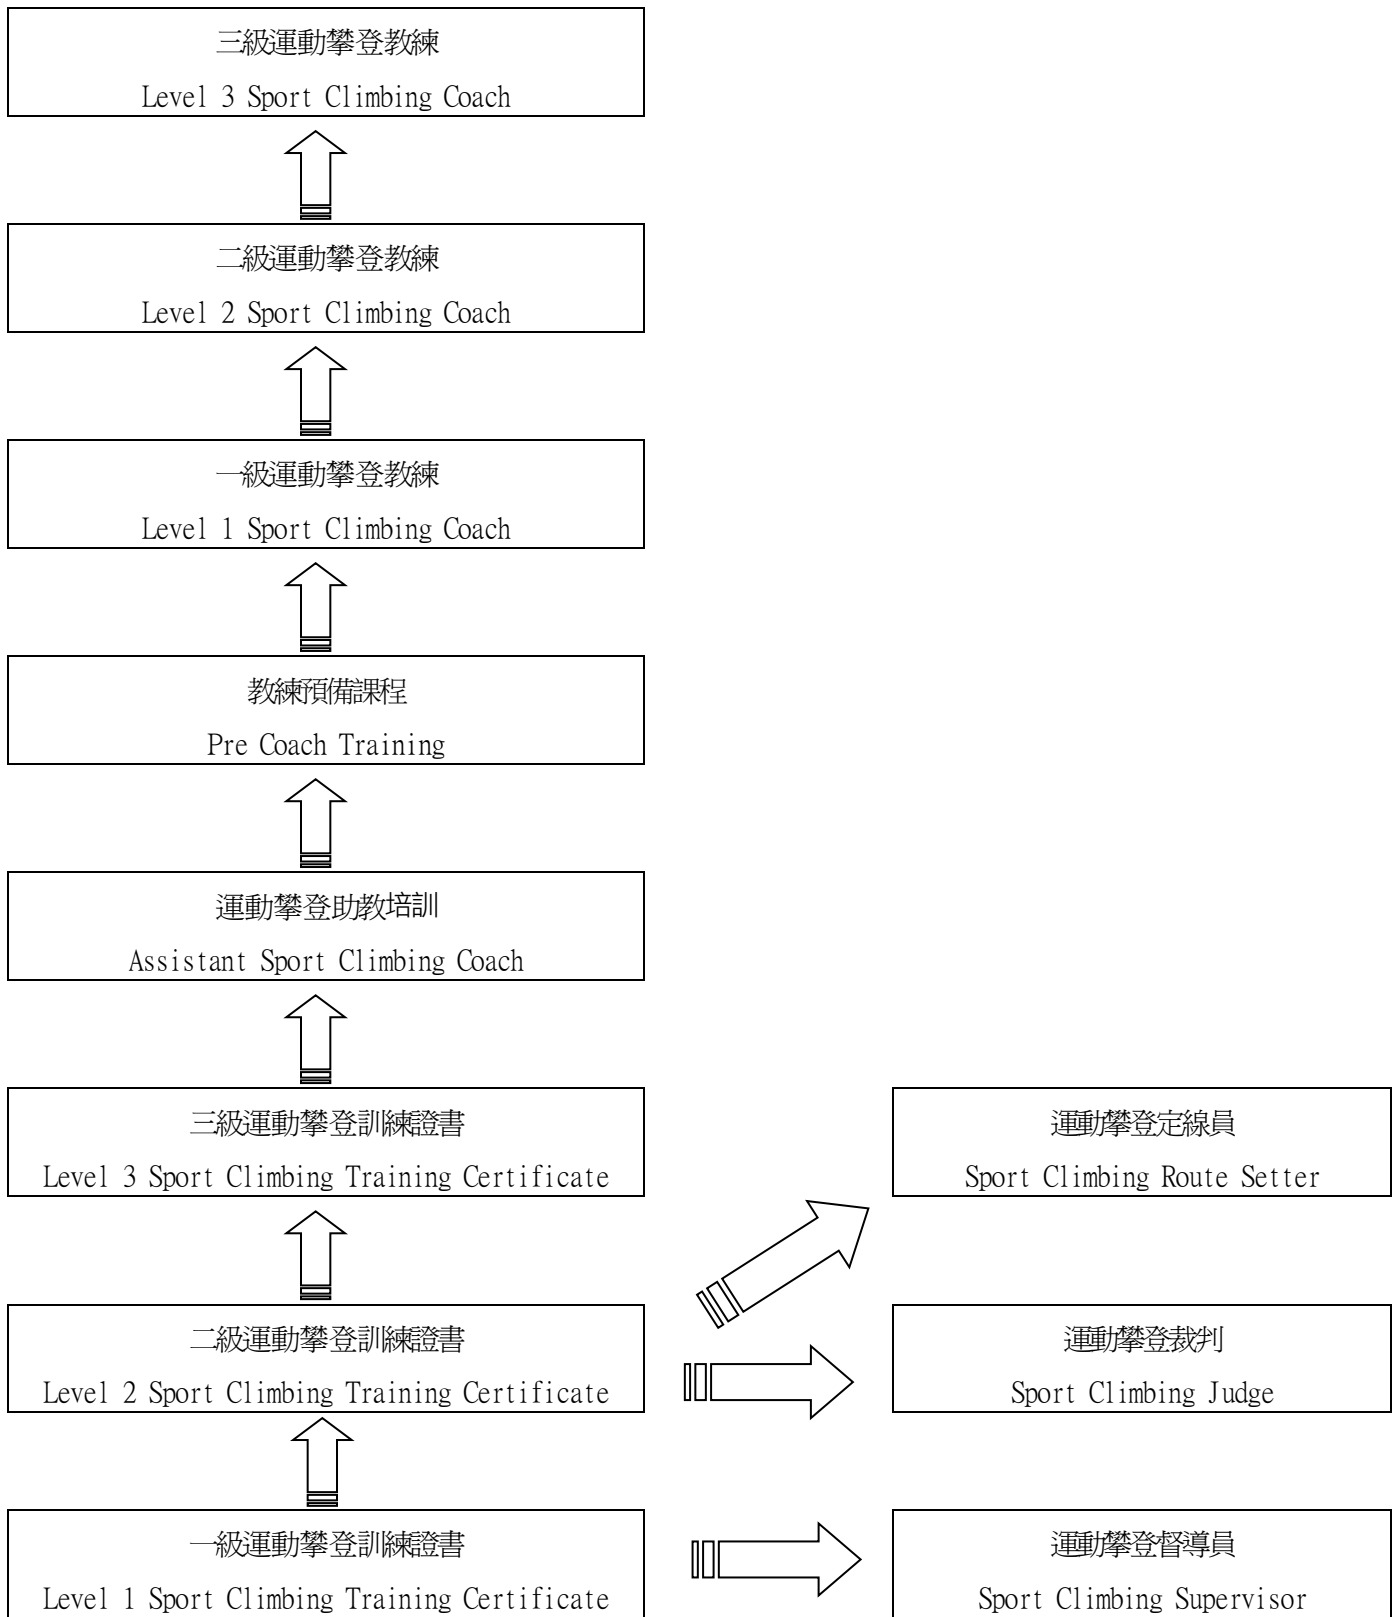 三級運動攀登教練
Level 3 Sport Climbing Coach
二級運動攀登教練
Level 2 Sport Climbing Coach
一級運動攀登教練
Level 1 Sport Climbing Coach
教練預備課程
Pre Coach Training
運動攀登助教培訓
Assistant Sport Climbing Coach
三級運動攀登訓練證書
Level 3 Sport Climbing Training Certificate
運動攀登定線員
Sport Climbing Route Setter
二級運動攀登訓練證書
Level 2 Sport Climbing Training Certificate
運動攀登裁判
Sport Climbing Judge
一級運動攀登訓練證書
Level 1 Sport Climbing Training Certificate
運動攀登督導員
Sport Climbing Supervisor